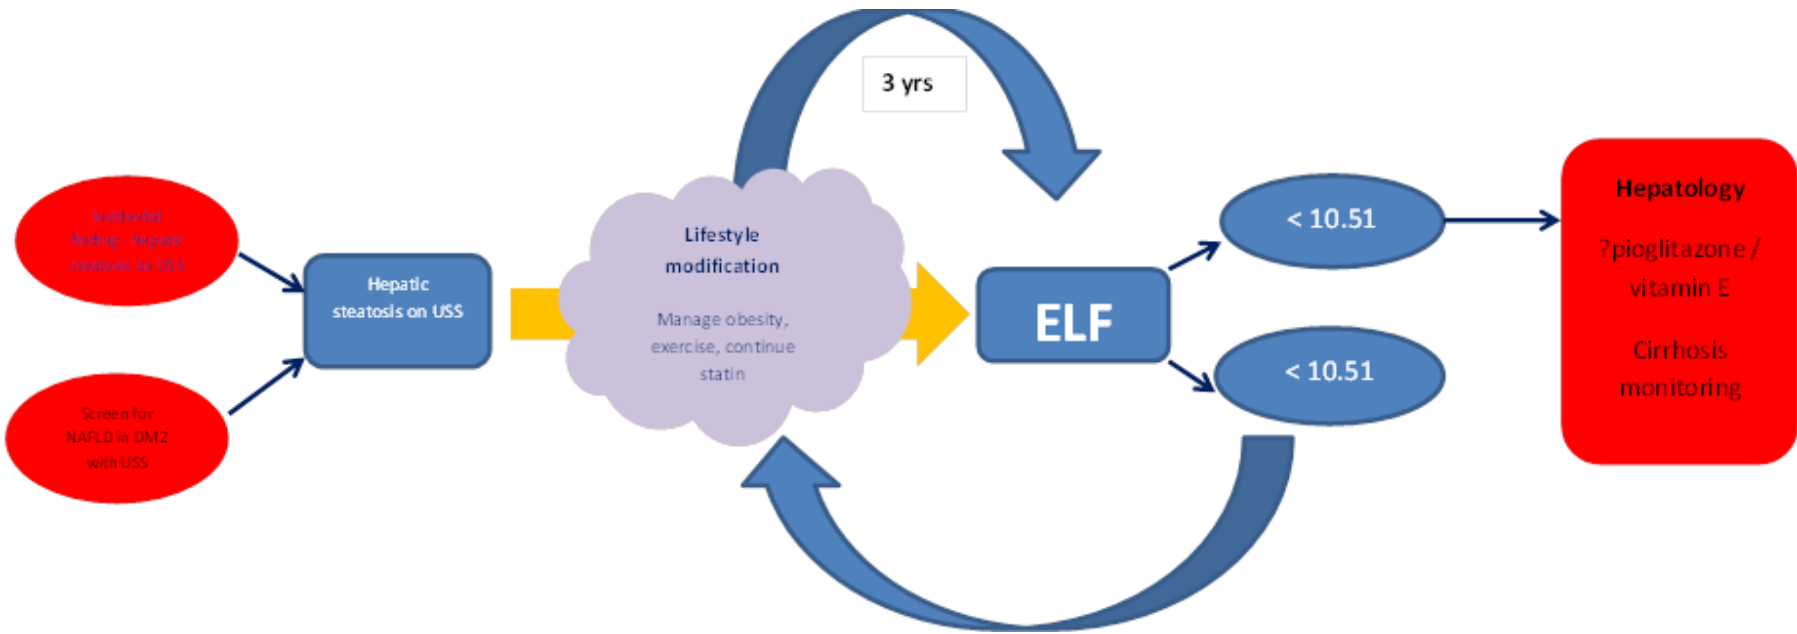 3 yrs
Incidental
finding - hepatic
steatosis on USS
Hepatic
steatosis on USS
Screen for
NAFLD in DM2
with USS
Lifestyle
modification
Manage obesity,
exercise, continue
statin
ELF
< 10.51
< 10.51
Hepatology
?pioglitazone /
vitamin E
Cirrhosis
monitoring